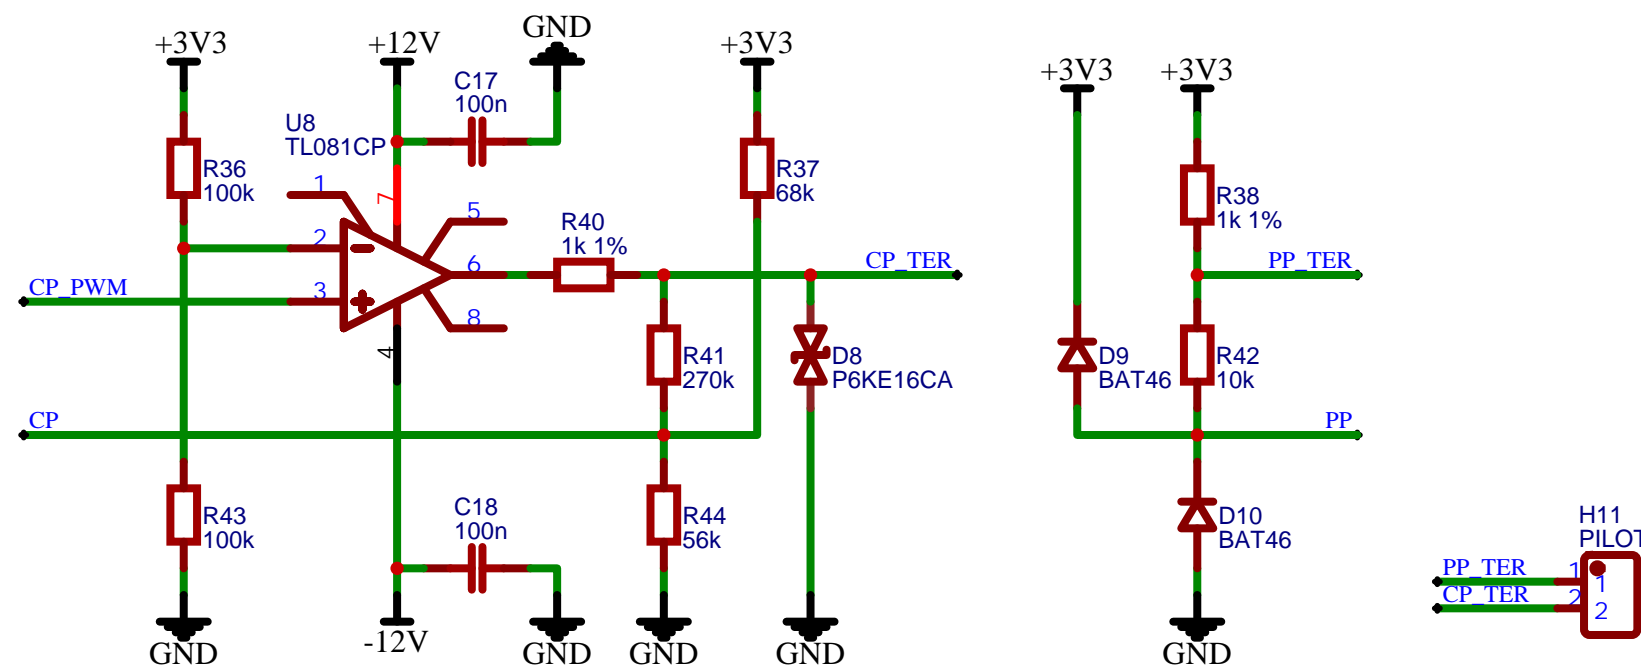 GND
+3V3
+12V
+3V3
+3V3
+3V3
C17
100n
U8
TL081CP
R36
100k
R37
68k
R38
1k 1%
1
7
5
2
6
3
8
4
R40
1k 1%
CP_PWM
CP_TER
PP_TER
R41
270k
D8
P6KE16CA
D9
BAT46
R42
10k
CP
PP
R43
100k
C18
100n
R44
56k
D10
BAT46
H11
PILOT
PP_TER
1
1
CP_TER
2
2
GND
-12V
GND
GND
GND
GND